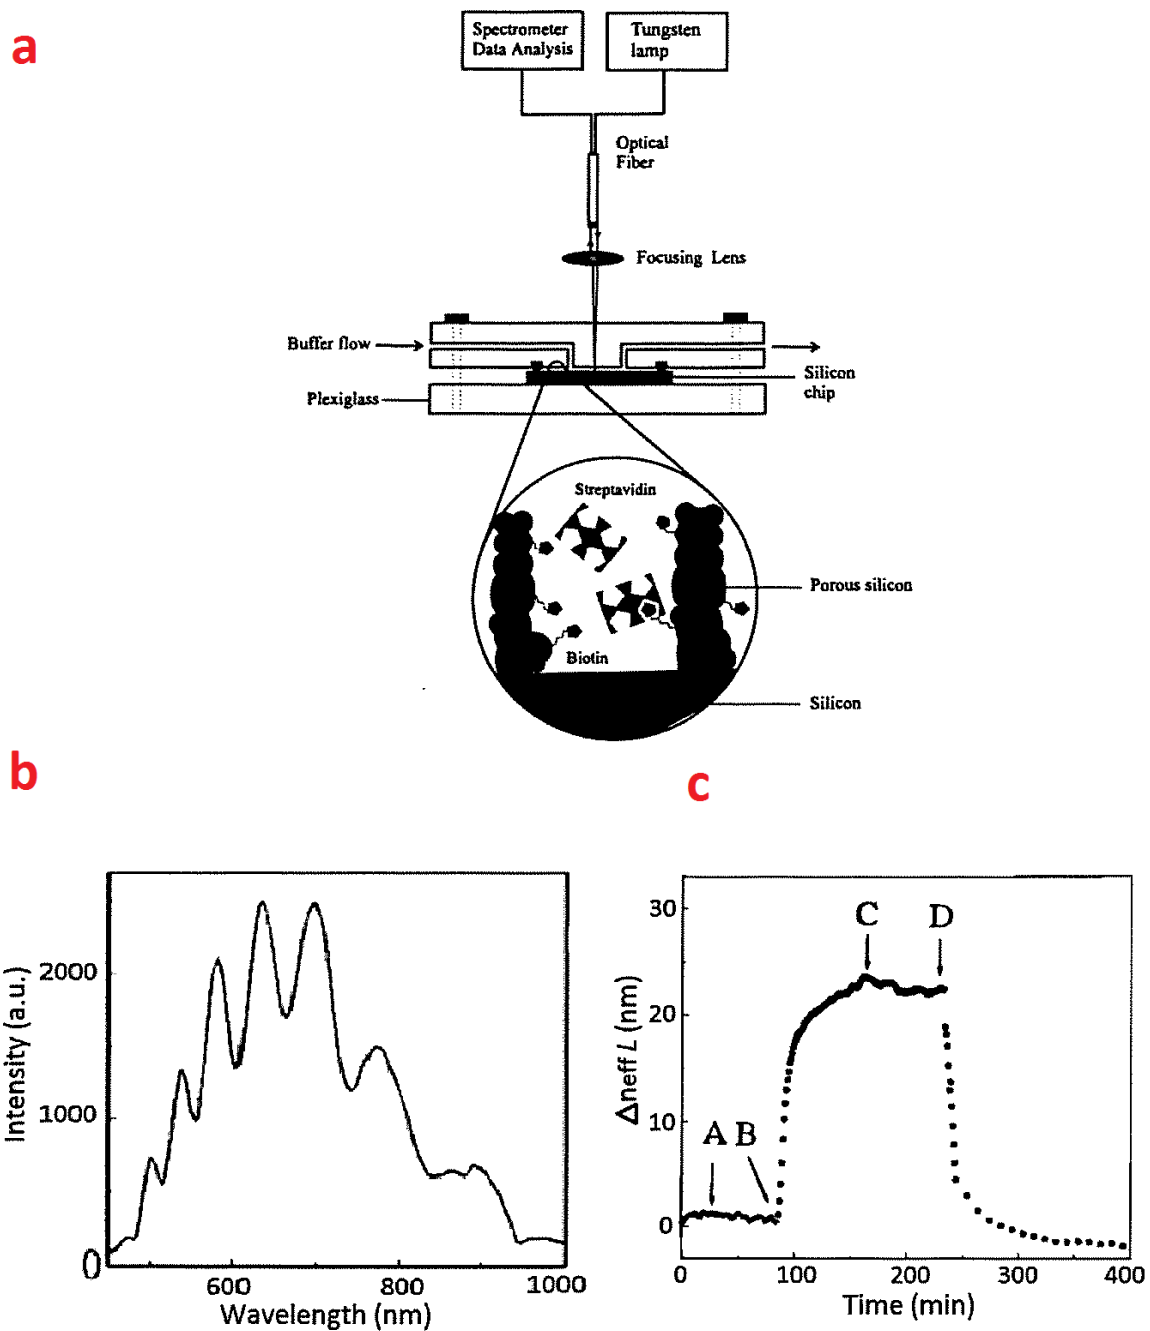 a
Spectrometer
Data Analysis
Tungsten
lamp
Optical
Fiber
Focusing Lens
Buffer flow
Silicon
chip
Plexiglass
Streptavidin
Porous silicon
Biotin
Silicon
b
c
2000
1000
0
Intensity (a.u.)
600
800
1000
Wavelength (nm)
30
20
10
0
Δneff L (nm)
A
B
C
D
0
100
200
300
400
Time (min)